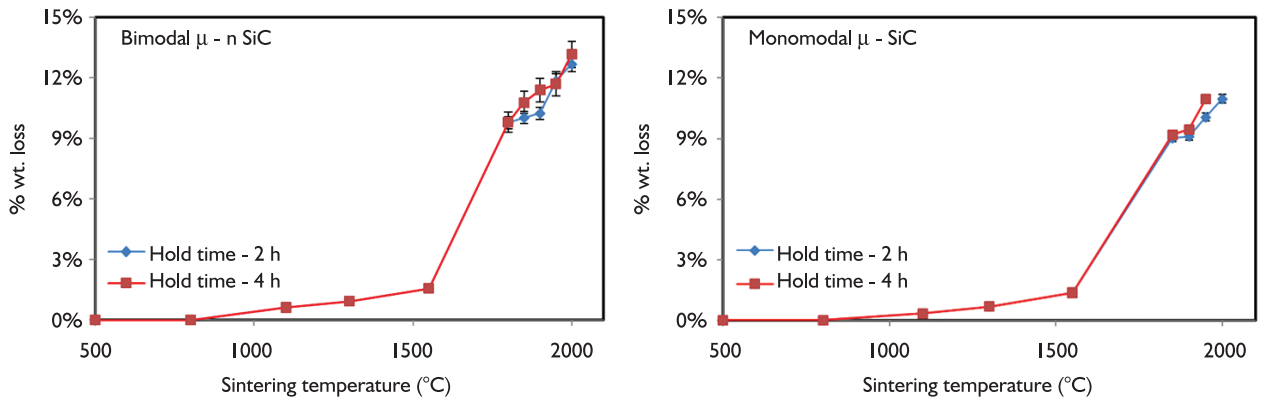 15%
12%
9%
6%
3%
0%
% wt. loss
Bimodal μ - n SiC
Hold time - 2 h
Hold time - 4 h
500
1000
1500
2000
Sintering temperature (°C)
15%
12%
9%
6%
3%
0%
% wt. loss
Monomodal μ - SiC
Hold time - 2 h
Hold time - 4 h
500
1000
1500
2000
Sintering temperature (°C)